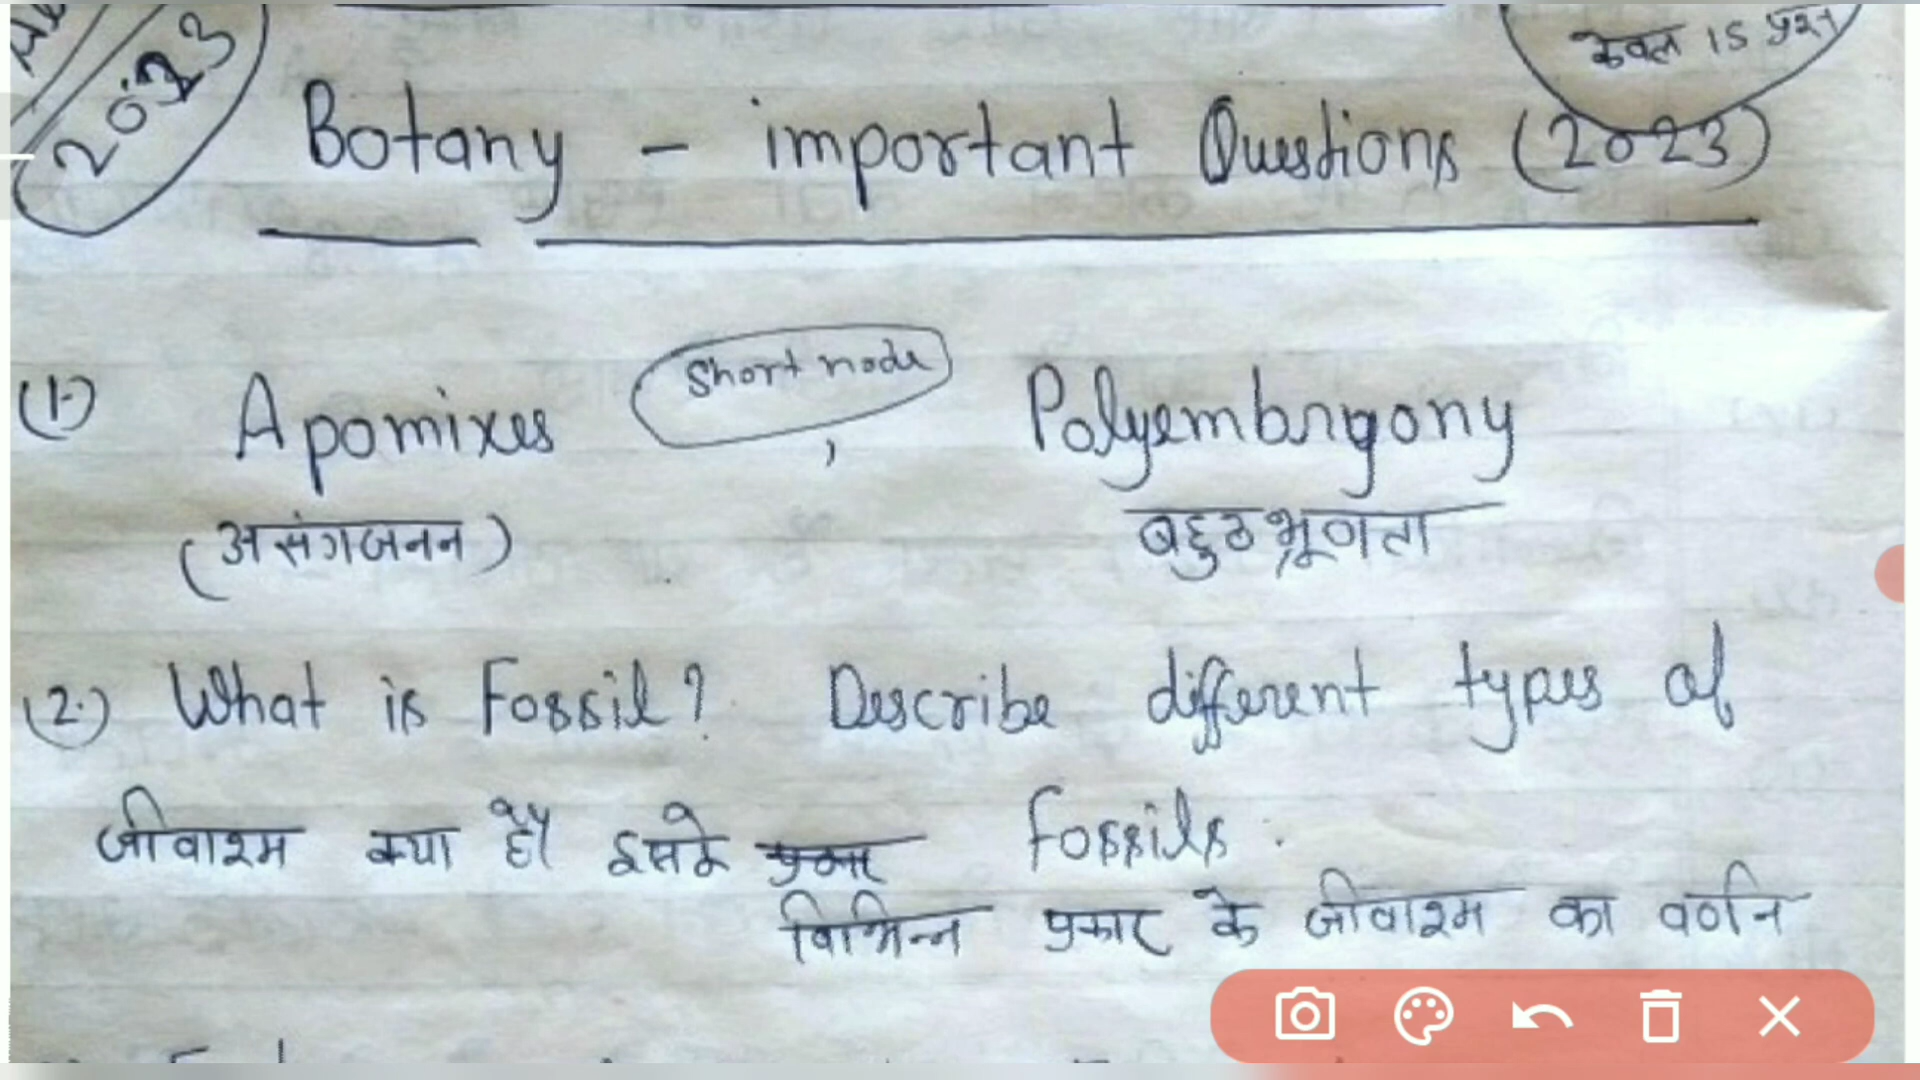 2023
केवल 15 प्रश्न
Botany - important Questions (2023)
(1.) Apomixes short node , Polyembryony
(असंगजनन) बहुठभ्रूणता
(2.) What is Fossil? Describe different types of
जीवाश्म क्या है। इसके प्रकार fossils.
विभिन्न प्रकार के जीवाश्म का वर्णन